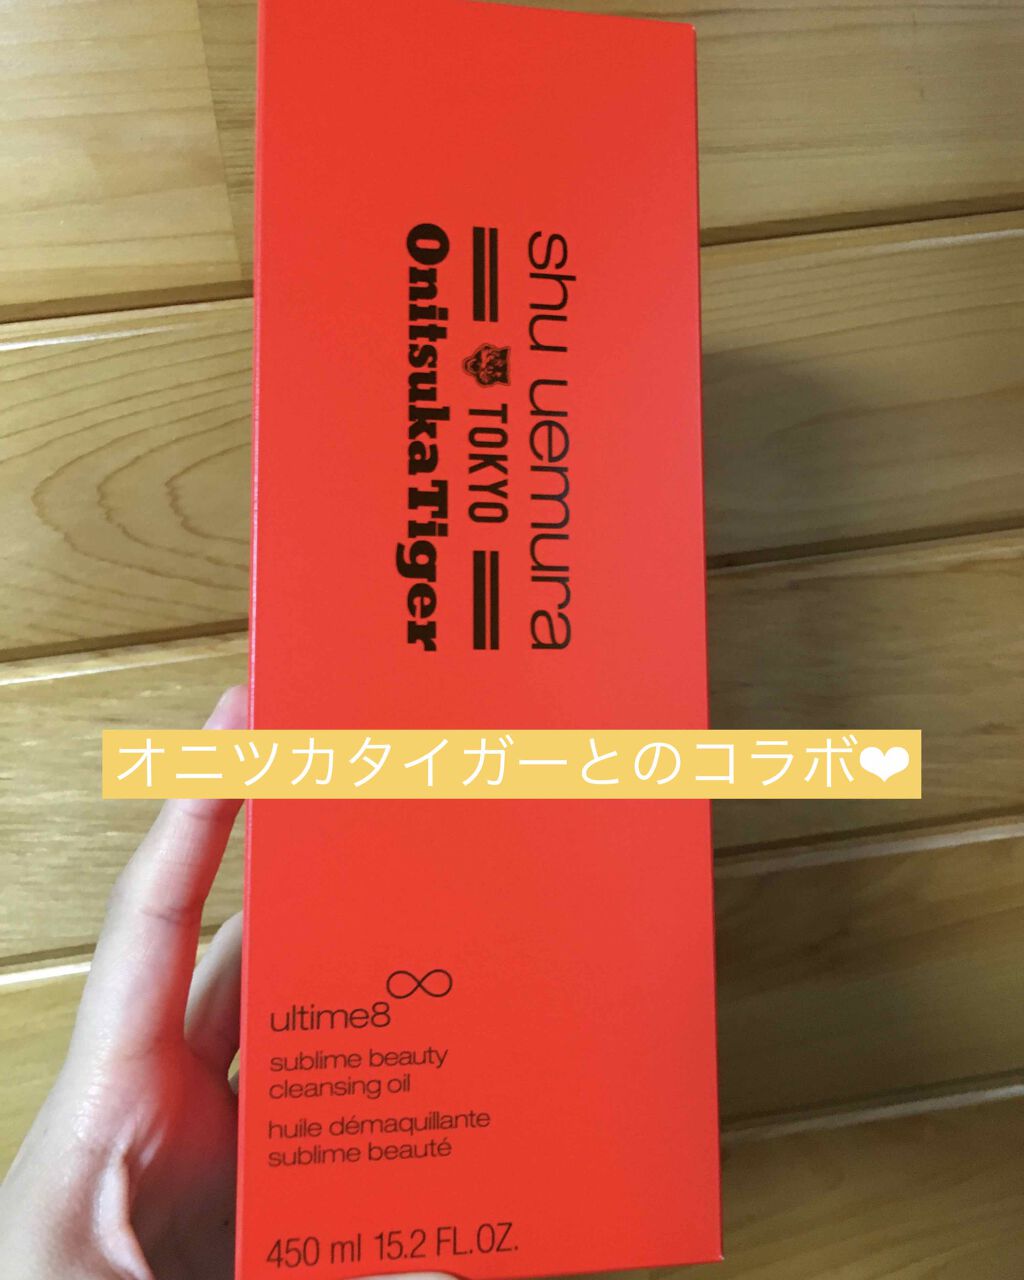 shu uemura
TOKYO
Onitsuka Tiger
オニツカタイガーとのコラボ❤
ultime8∞
sublime beauty
cleansing oil
huile démaquillante
sublime beauté
450 ml 15.2 FL.OZ.